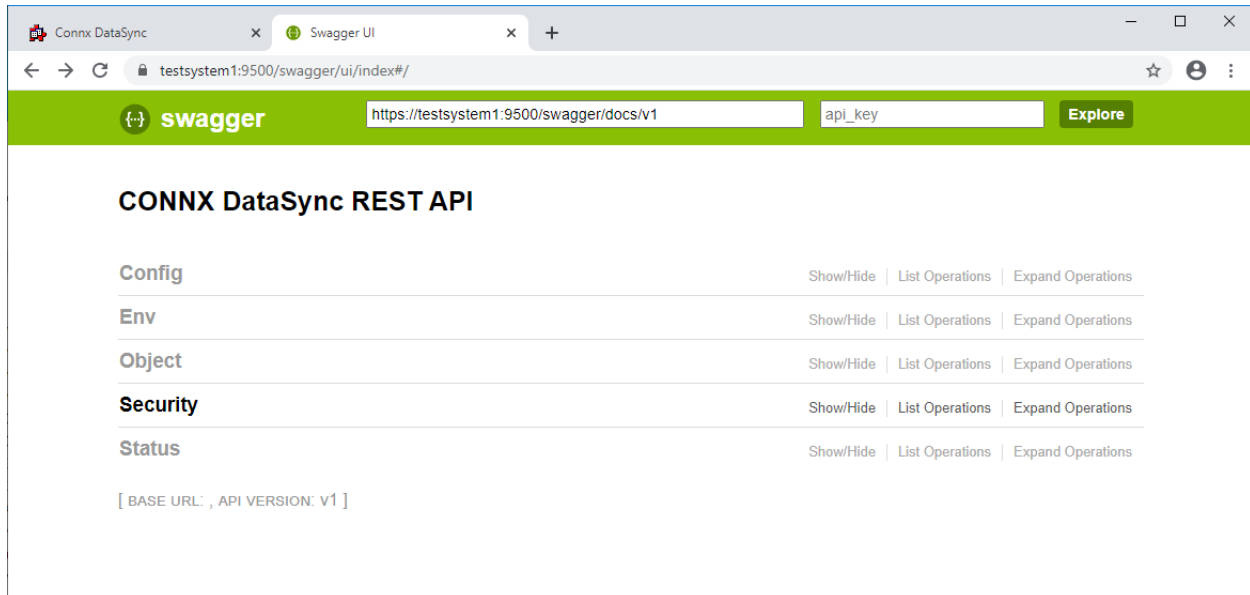 Connx DataSync
Swagger UI
testsystem1:9500/swagger/ui/index#/
swagger https://testsystem1:9500/swagger/docs/v1 api_key Explore
CONNX DataSync REST API
Config Show/Hide List Operations Expand Operations
Env Show/Hide List Operations Expand Operations
Object Show/Hide List Operations Expand Operations
Security Show/Hide List Operations Expand Operations
Status Show/Hide List Operations Expand Operations
[ BASE URL: , API VERSION: V1 ]